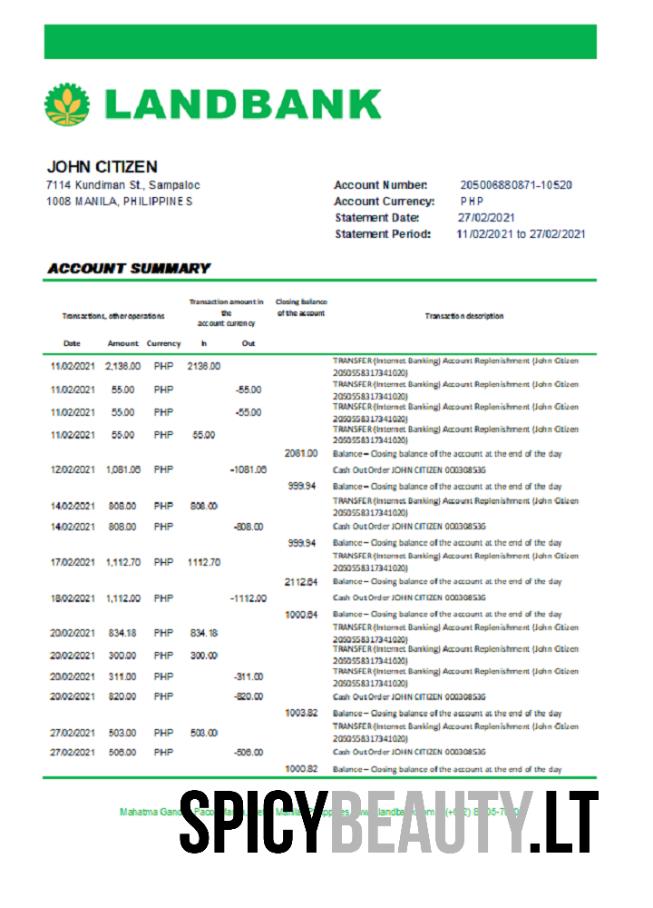 LANDBANK
JOHN CITIZEN
7114 Kundiman St., Sampaloc
1008 MANILA, PHILIPPINES
Account Number: 205006880871-10520
Account Currency: PHP
Statement Date: 27/02/2021
Statement Period: 11/02/2021 to 27/02/2021
ACCOUNT SUMMARY
Transactions, other operations
Transaction amount in the account currency
Closing balance of the account
Transaction description
Date Amount Currency In Out
11/02/2021 2,136.00 PHP 2136.00 TRANSFER (Internet Banking) Account Replenishment (John Citizen
2050558317341020)
11/02/2021 55.00 PHP -55.00 TRANSFER (Internet Banking) Account Replenishment (John Citizen
2050558317341020)
11/02/2021 55.00 PHP -55.00 TRANSFER (Internet Banking) Account Replenishment (John Citizen
2050558317341020)
11/02/2021 55.00 PHP 55.00 TRANSFER (Internet Banking) Account Replenishment (John Citizen
2050558317341020)
2081.00 Balance – Closing balance of the account at the end of the day
12/02/2021 1,081.06 PHP -1081.06 Cash Out Order JOHN CITIZEN 000308536
999.94 Balance – Closing balance of the account at the end of the day
14/02/2021 808.00 PHP 808.00 TRANSFER (Internet Banking) Account Replenishment (John Citizen
2050558317341020)
14/02/2021 808.00 PHP -808.00 Cash Out Order JOHN CITIZEN 000308536
999.94 Balance – Closing balance of the account at the end of the day
17/02/2021 1,112.70 PHP 1112.70 TRANSFER (Internet Banking) Account Replenishment (John Citizen
2050558317341020)
2112.64 Balance – Closing balance of the account at the end of the day
18/02/2021 1,112.00 PHP -1112.00 Cash Out Order JOHN CITIZEN 000308536
1000.64 Balance – Closing balance of the account at the end of the day
20/02/2021 834.18 PHP 834.18 TRANSFER (Internet Banking) Account Replenishment (John Citizen
2050558317341020)
20/02/2021 300.00 PHP 300.00 TRANSFER (Internet Banking) Account Replenishment (John Citizen
2050558317341020)
20/02/2021 311.00 PHP -311.00 TRANSFER (Internet Banking) Account Replenishment (John Citizen
2050558317341020)
20/02/2021 820.00 PHP -820.00 Cash Out Order JOHN CITIZEN 000308536
1003.82 Balance – Closing balance of the account at the end of the day
27/02/2021 503.00 PHP 503.00 TRANSFER (Internet Banking) Account Replenishment (John Citizen
2050558317341020)
27/02/2021 506.00 PHP -506.00 Cash Out Order JOHN CITIZEN 000308536
1000.82 Balance – Closing balance of the account at the end of the day
Mahatma
SPICYBEAUTY.LT